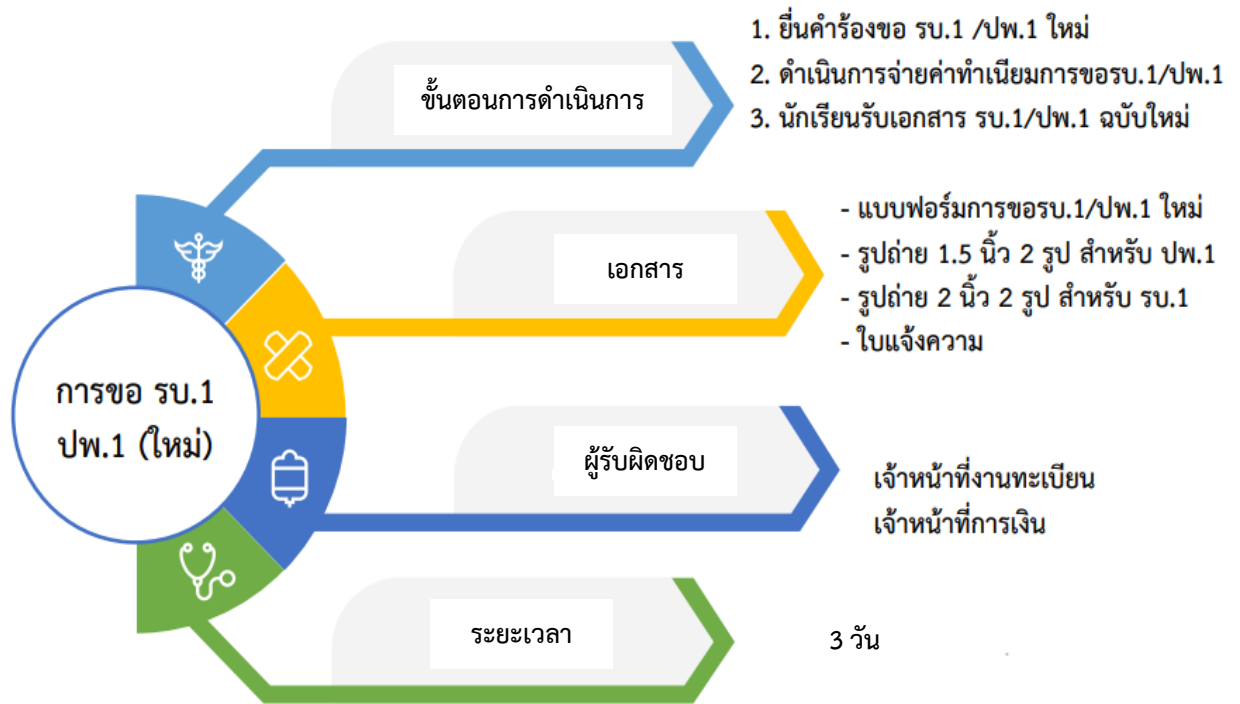 1. ยื่นคำร้องขอ รบ.1 /ปพ.1 ใหม่
2. ดำเนินการจ่ายค่าทำเนียมการขอรบ.1/ปพ.1
3. นักเรียนรับเอกสาร รบ.1/ปพ.1 ฉบับใหม่
ขั้นตอนการดำเนินการ
- แบบฟอร์มการขอรบ.1/ปพ.1 ใหม่
- รูปถ่าย 1.5 นิ้ว 2 รูป สำหรับ ปพ.1
- รูปถ่าย 2 นิ้ว 2 รูป สำหรับ รบ.1
- ใบแจ้งความ
เอกสาร
การขอ รบ.1
ปพ.1 (ใหม่)
ผู้รับผิดชอบ
เจ้าหน้าที่งานทะเบียน
เจ้าหน้าที่การเงิน
ระยะเวลา
3 วัน